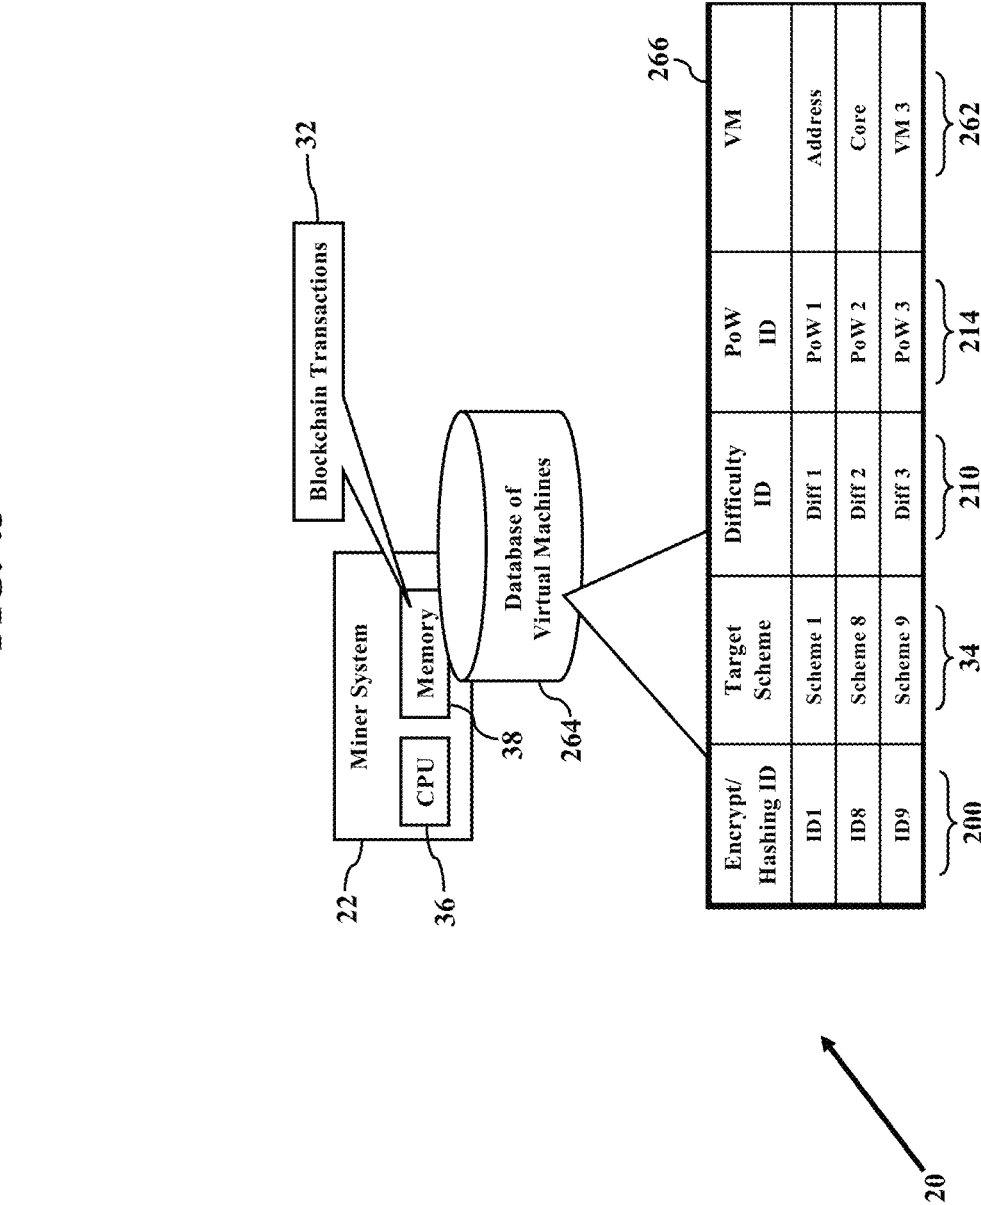 32
Blockchain Transactions
22
Miner System
36
CPU
Memory
38
Database of
Virtual Machines
264
266
Encrypt/
Hashing ID
Target
Scheme
Difficulty
ID
PoW
ID
VM
ID1
Scheme 1
Diff 1
PoW 1
Address
ID8
Scheme 8
Diff 2
PoW 2
Core
ID9
Scheme 9
Diff 3
PoW 3
VM 3
200
34
210
214
262
20